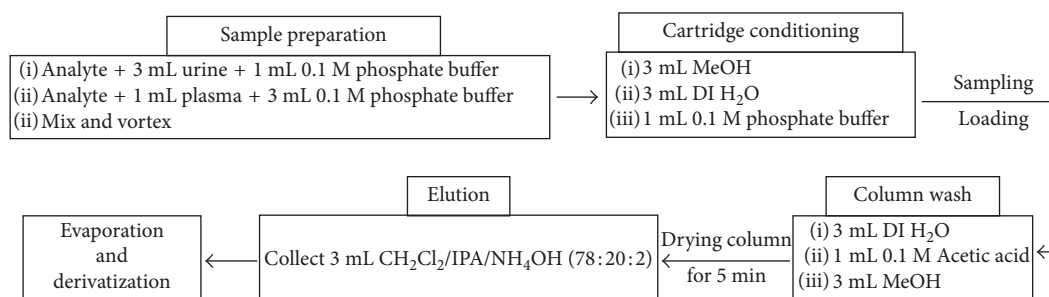 Sample preparation
(i) Analyte + 3 mL urine + 1 mL 0.1 M phosphate buffer
(ii) Analyte + 1 mL plasma + 3 mL 0.1 M phosphate buffer
(ii) Mix and vortex
Cartridge conditioning
(i) 3 mL MeOH
(ii) 3 mL DI H₂O
(iii) 1 mL 0.1 M phosphate buffer
Sampling
Loading
Column wash
(i) 3 mL DI H₂O
(ii) 1 mL 0.1 M Acetic acid
(iii) 3 mL MeOH
Drying column
for 5 min
Elution
Collect 3 mL CH₂Cl₂/IPA/NH₄OH (78:20:2)
Evaporation
and
derivatization